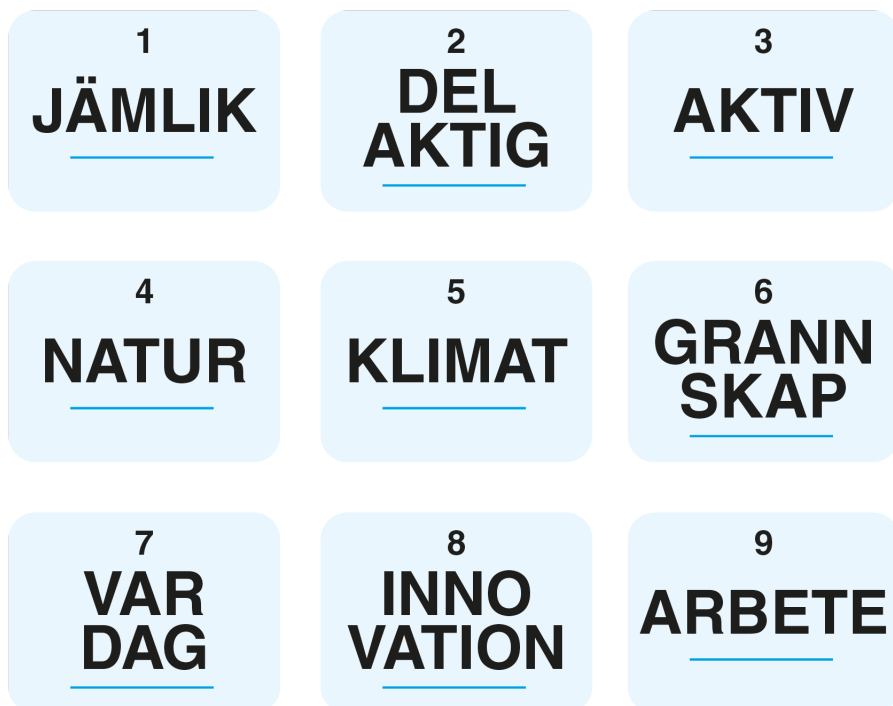 1
JÄMLIK
2
DEL
AKTIG
3
AKTIV
4
NATUR
5
KLIMAT
6
GRANN
SKAP
7
VAR
DAG
8
INNO
VATION
9
ARBETE